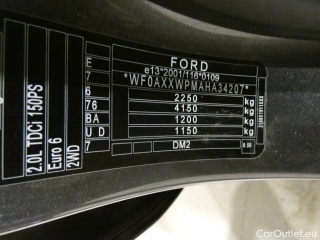 FORD
e13*2001/116*0109
*WF0AXXWPMAHA34207*
2250 kg
4150 kg
1200 kg
1150 kg
DM2
E
7
6
76
BA
U D
7
2.0L TDCi 150PS
Euro 6
2WD
CarOutlet.eu